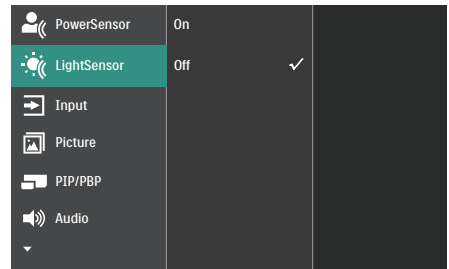 PowerSensor
On
LightSensor
Off
Input
Picture
PIP/PBP
Audio